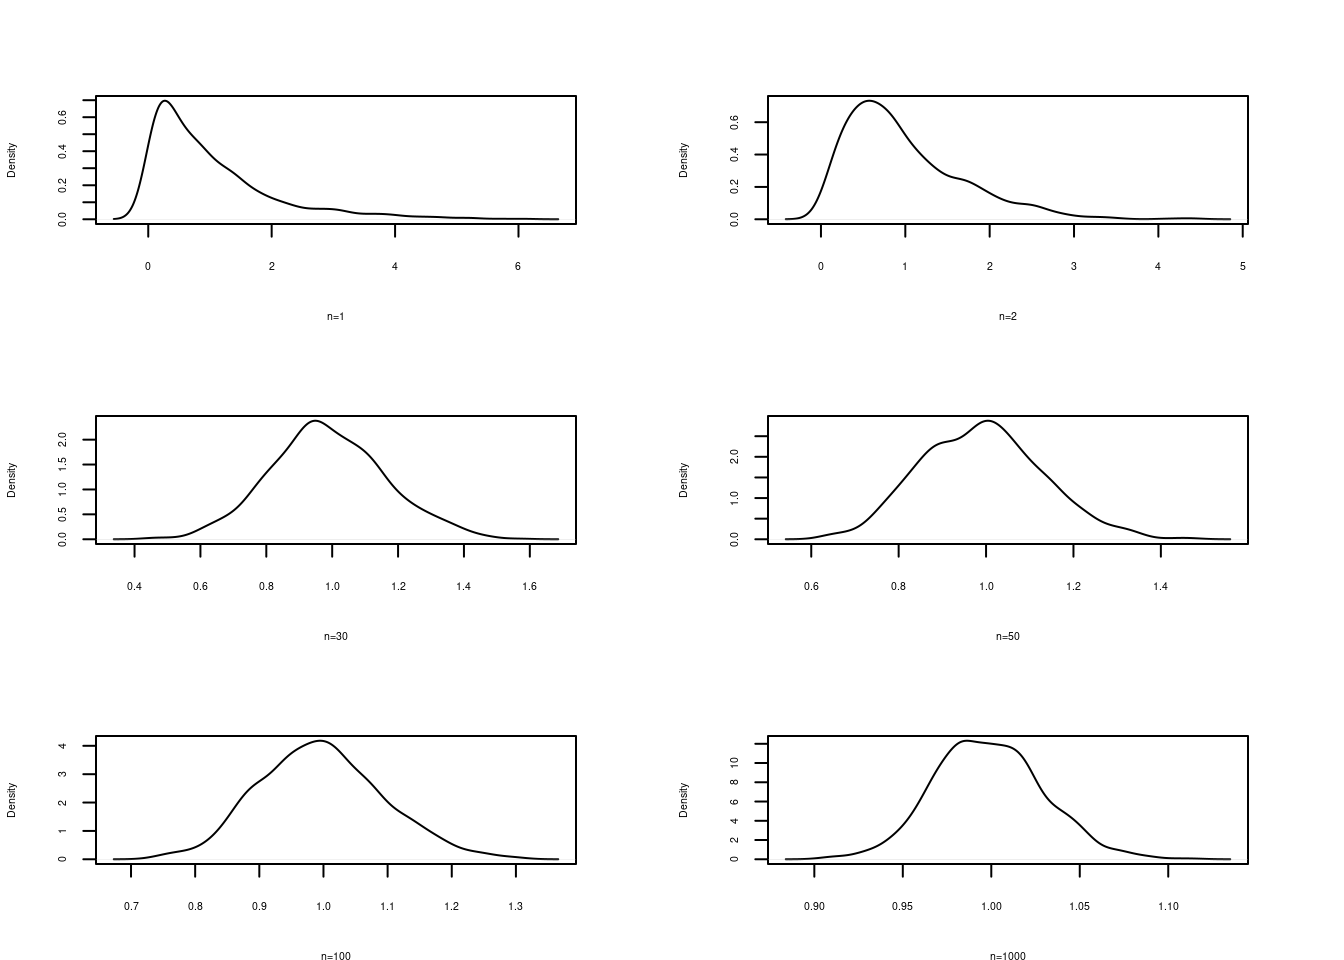 Density
0.0 0.2 0.4 0.6
0 2 4 6
n=1
Density
0.0 0.2 0.4 0.6
0 1 2 3 4 5
n=2
Density
0.0 0.5 1.0 1.5 2.0
0.4 0.6 0.8 1.0 1.2 1.4 1.6
n=30
Density
0.0 1.0 2.0
0.6 0.8 1.0 1.2 1.4
n=50
Density
0 1 2 3 4
0.7 0.8 0.9 1.0 1.1 1.2 1.3
n=100
Density
0 2 4 6 8 10
0.90 0.95 1.00 1.05 1.10
n=1000